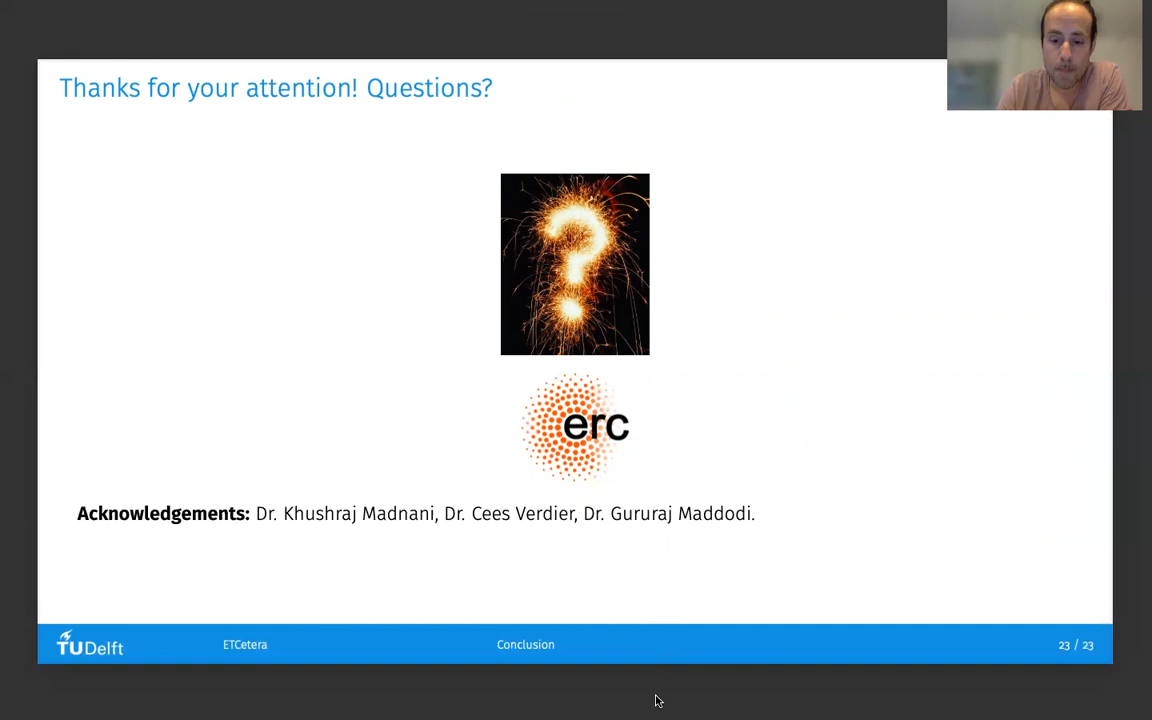 Thanks for your attention! Questions?
?
erc
Acknowledgements: Dr. Khushraj Madnani, Dr. Cees Verdier, Dr. Gururaj Maddodi.
TUDelft
ETCetera
Conclusion
23 / 23